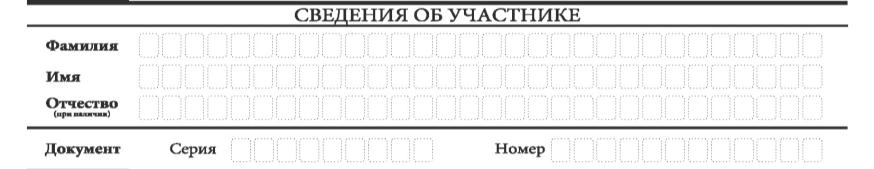 СВЕДЕНИЯ ОБ УЧАСТНИКЕ
Фамилия
Имя
Отчество
(при наличии)
Документ Серия Номер